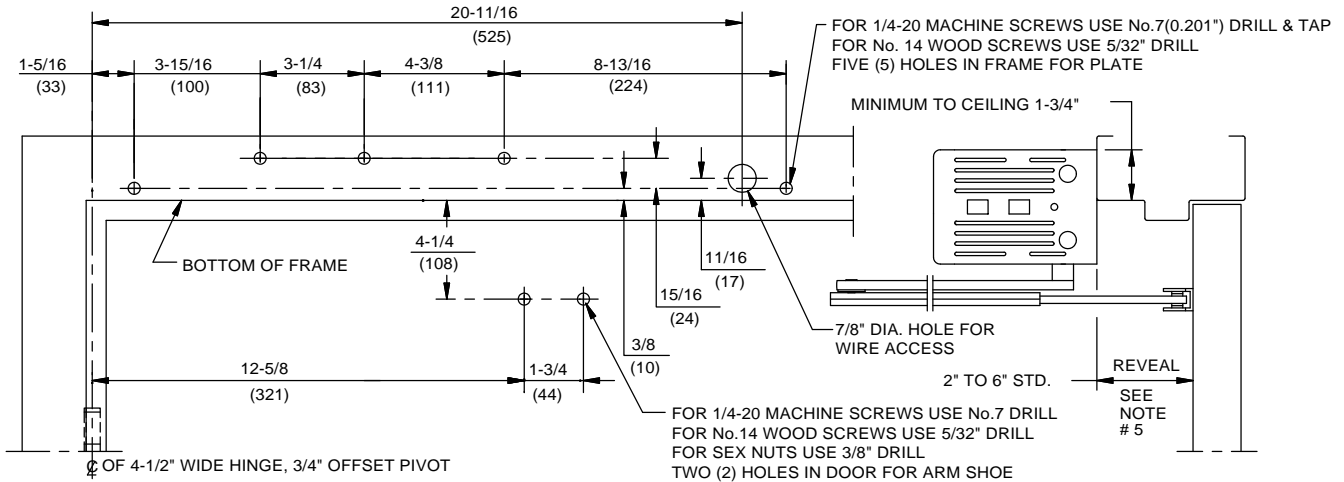 20-11/16
(525)
FOR 1/4-20 MACHINE SCREWS USE No.7(0.201") DRILL & TAP
FOR No. 14 WOOD SCREWS USE 5/32" DRILL
FIVE (5) HOLES IN FRAME FOR PLATE
1-5/16
(33)
3-15/16
(100)
3-1/4
(83)
4-3/8
(111)
8-13/16
(224)
MINIMUM TO CEILING 1-3/4"
BOTTOM OF FRAME
4-1/4
(108)
11/16
(17)
15/16
(24)
3/8
(10)
7/8" DIA. HOLE FOR
WIRE ACCESS
12-5/8
(321)
1-3/4
(44)
2" TO 6" STD.
REVEAL
SEE
NOTE
# 5
FOR 1/4-20 MACHINE SCREWS USE No.7 DRILL
FOR No.14 WOOD SCREWS USE 5/32" DRILL
FOR SEX NUTS USE 3/8" DRILL
TWO (2) HOLES IN DOOR FOR ARM SHOE
℄ OF 4-1/2" WIDE HINGE, 3/4" OFFSET PIVOT